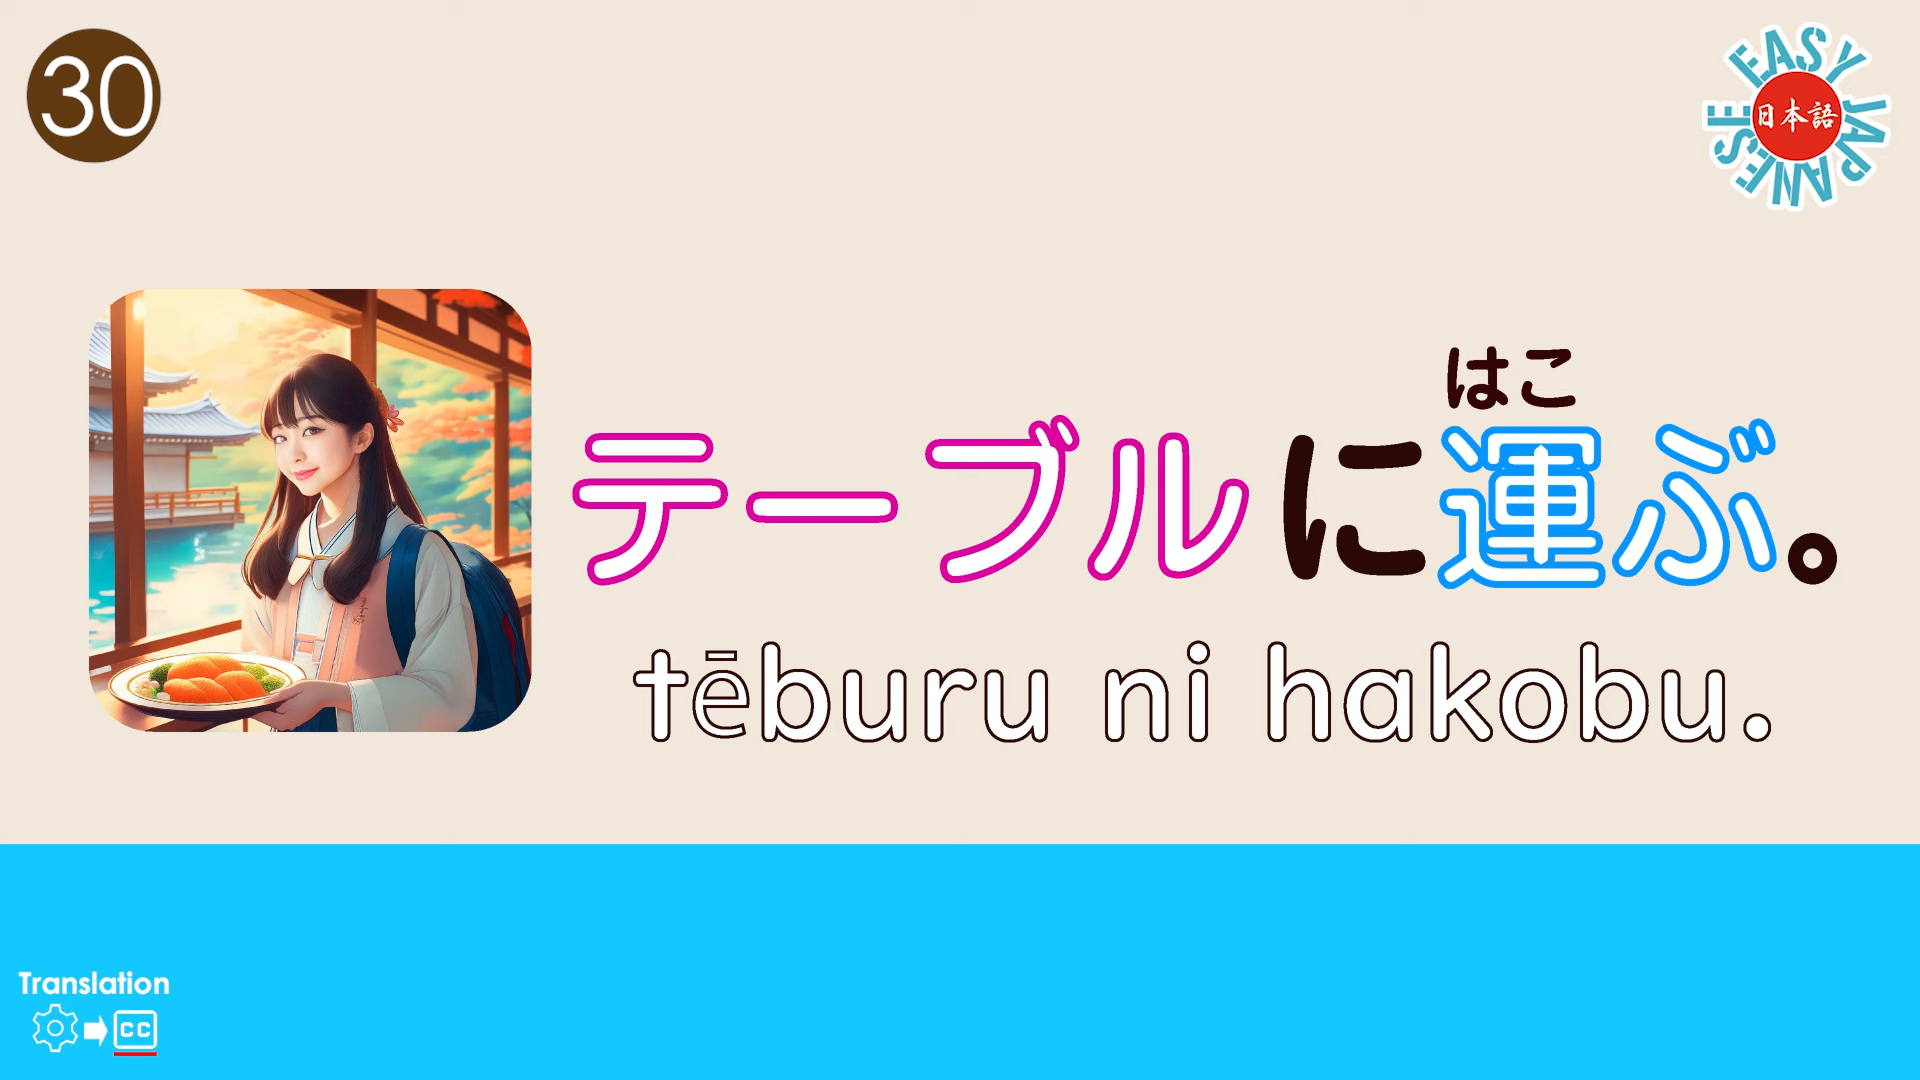 30
EASY JAPANESE
日本語
はこ
テーブルに運ぶ。
tēburu ni hakobu.
Translation
CC